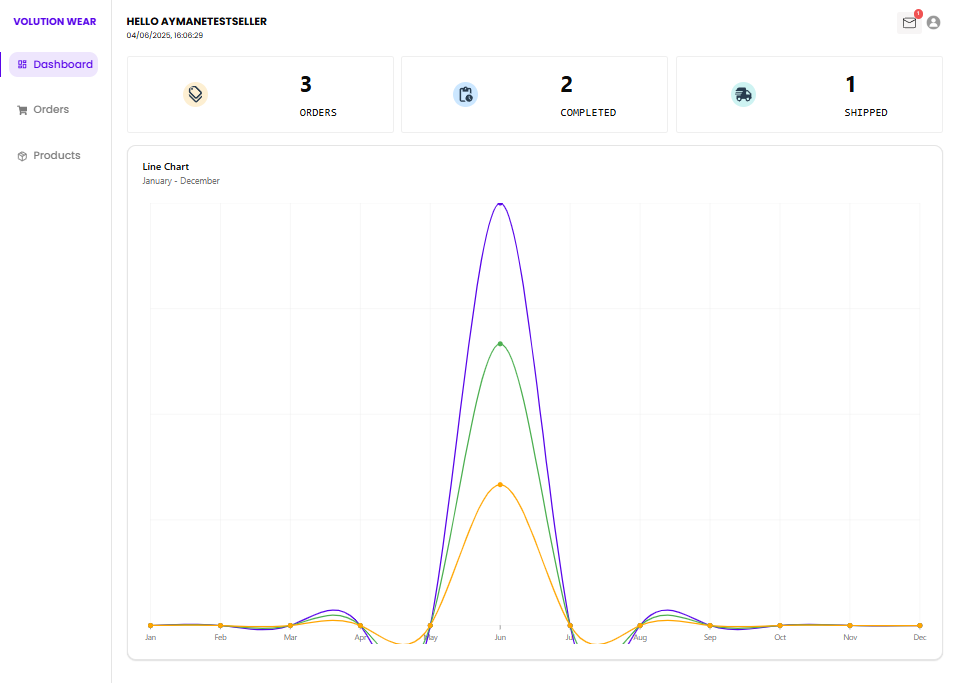 VOLUTION WEAR
HELLO AYMANETESTSELLER
04/06/2025, 16:06:29
1
Dashboard
Orders
Products
3
ORDERS
2
COMPLETED
1
SHIPPED
Line Chart
January - December
Jan Feb Mar Apr May Jun Jul Aug Sep Oct Nov Dec